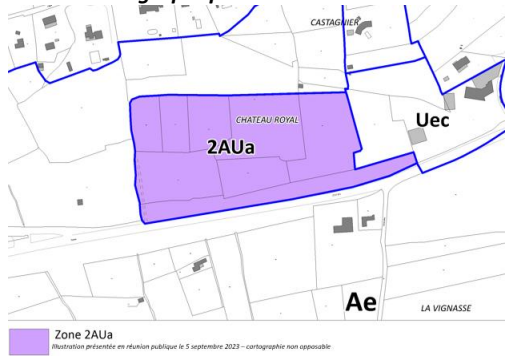 CASTAGNIER
CHATEAU ROYAL
Uec
2AUa
Ae
LA VIGNASSE
Zone 2AUa
Illustration présentée en réunion publique le 5 septembre 2023 – cartographie non opposable